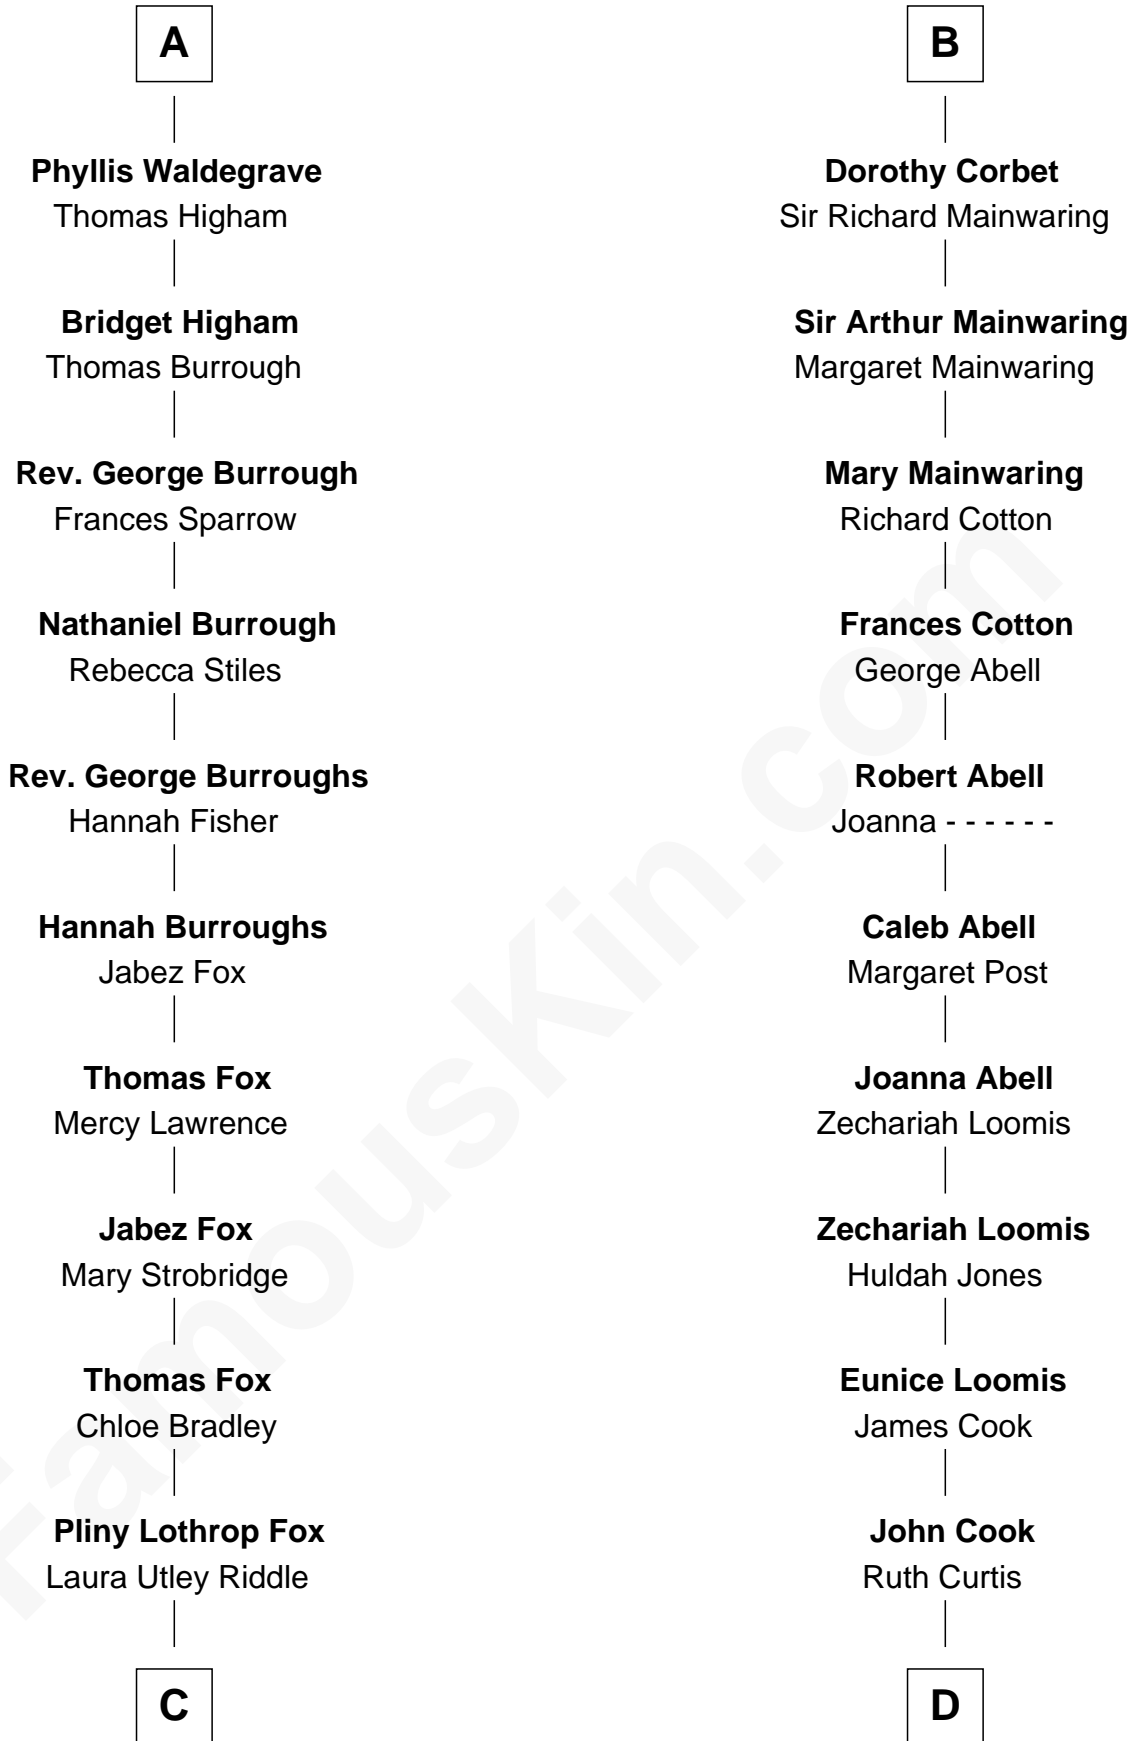 A
Phyllis Waldegrave
Thomas Higham
Bridget Higham
Thomas Burrough
Rev. George Burrough
Frances Sparrow
Nathaniel Burrough
Rebecca Stiles
Rev. George Burroughs
Hannah Fisher
Hannah Burroughs
Jabez Fox
Thomas Fox
Mercy Lawrence
Jabez Fox
Mary Strobridge
Thomas Fox
Chloe Bradley
Pliny Lothrop Fox
Laura Utley Riddle
C
B
Dorothy Corbet
Sir Richard Mainwaring
Sir Arthur Mainwaring
Margaret Mainwaring
Mary Mainwaring
Richard Cotton
Frances Cotton
George Abell
Robert Abell
Joanna - - - - - -
Caleb Abell
Margaret Post
Joanna Abell
Zechariah Loomis
Zechariah Loomis
Huldah Jones
Eunice Loomis
James Cook
John Cook
Ruth Curtis
D
FamousKin.com